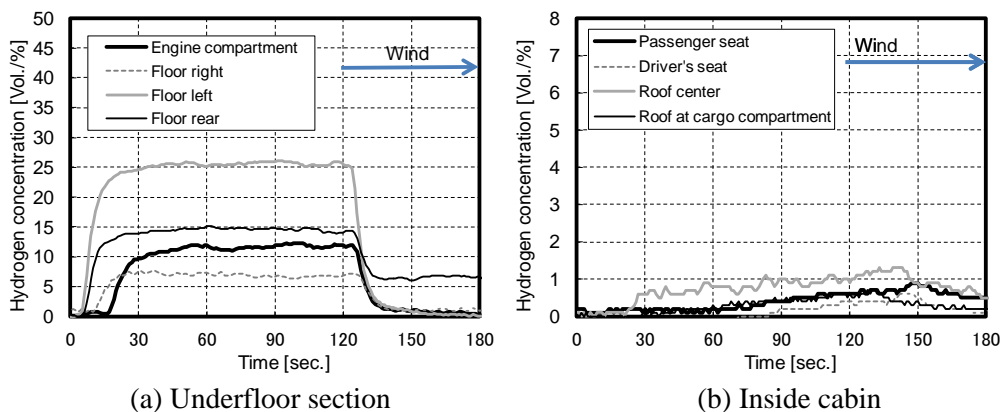 Hydrogen concentration [Vol./%]
50
45
40
35
30
25
20
15
10
5
0
Engine compartment
Floor right
Floor left
Floor rear
Wind
0 30 60 90 120 150 180
Time [sec.]
(a) Underfloor section
Hydrogen concentration [Vol./%]
8
7
6
5
4
3
2
1
0
Passenger seat
Driver's seat
Roof center
Roof at cargo compartment
Wind
0 30 60 90 120 150 180
Time [sec.]
(b) Inside cabin